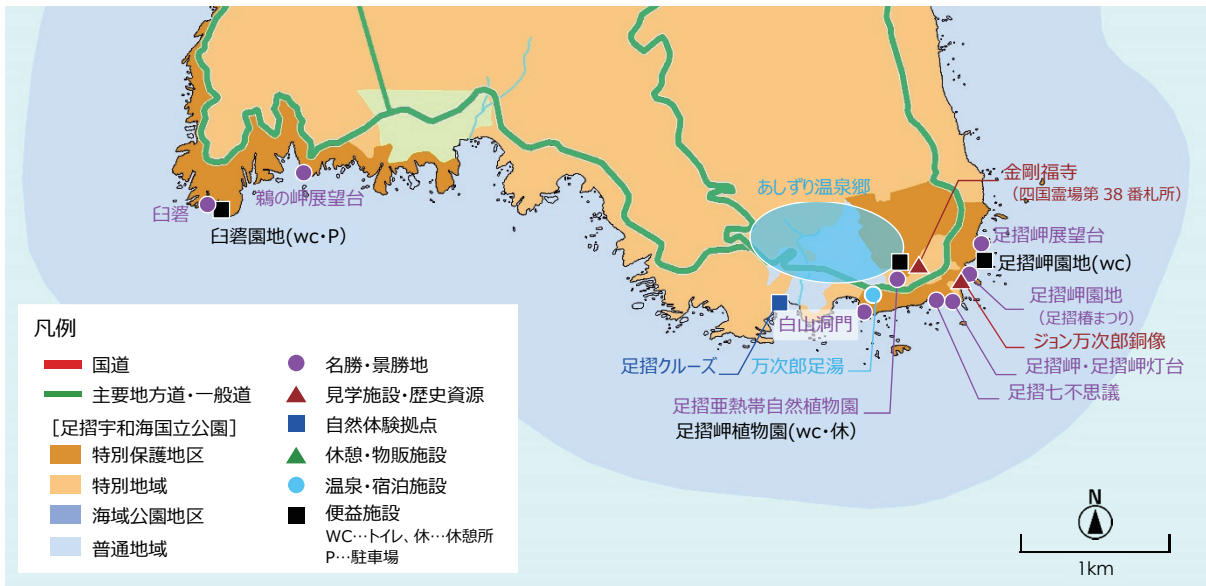 あしずり温泉郷
金剛福寺
（四国霊場第 38 番札所）
臼碆
鵜の岬展望台
臼碆園地(wc・P)
足摺岬展望台
足摺岬園地(wc)
足摺岬園地
（足摺椿まつり）
ジョン万次郎銅像
足摺岬・足摺岬灯台
足摺七不思議
白山洞門
足摺クルーズ
万次郎足湯
足摺亜熱帯自然植物園
足摺岬植物園(wc・休)
凡例
国道
主要地方道・一般道
［足摺宇和海国立公園］
特別保護地区
特別地域
海域公園地区
普通地域
名勝・景勝地
見学施設・歴史資源
自然体験拠点
休憩・物販施設
温泉・宿泊施設
便益施設
WC…トイレ、休…休憩所
P…駐車場
N
1km